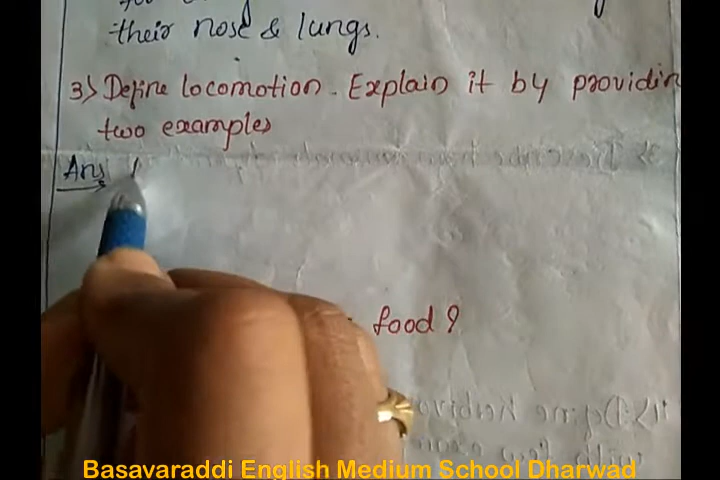 their nose & lungs.
3) Define locomotion. Explain it by providin
two examples
Ans
food ?
Basavaraddi English Medium School Dharwad